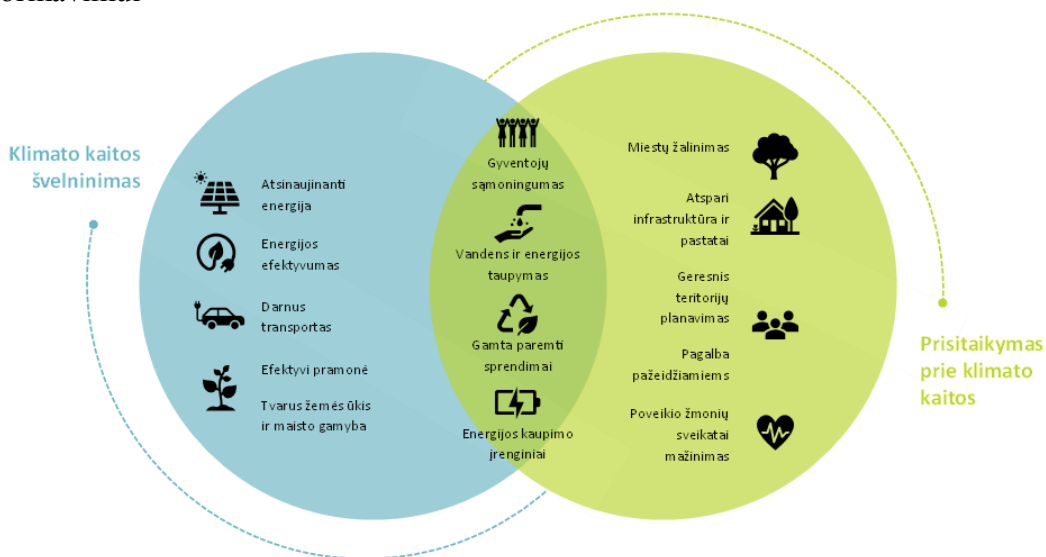 Klimato kaitos
švelninimas
Atsinaujinanti
energija
Energijos
efektyvumas
Darnus
transportas
Efektyvi pramonė
Tvarus žemės ūkis
ir maisto gamyba
Gyventojų
sąmoningumas
Vandens ir energijos
taupymas
Gamta paremti
sprendimai
Energijos kaupimo
įrenginiai
Miestų žalinimas
Atspari
infrastruktūra ir
pastatai
Geresnis
teritorijų
planavimas
Pagalba
pažeidžiamiems
Poveikio žmonių
sveikatai
mažinimas
Prisitaikymas
prie klimato
kaitos